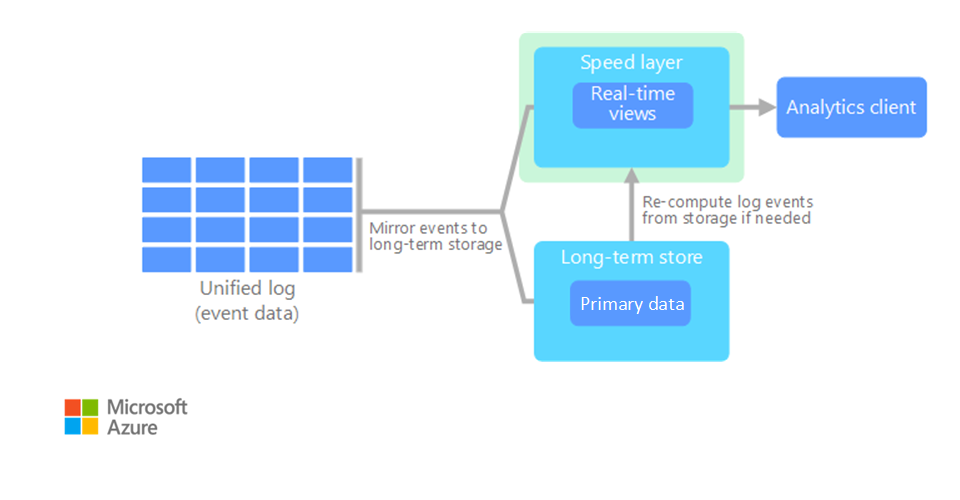 Speed layer
Real-time
views
Analytics client
Re-compute log events
from storage if needed
Mirror events to
long-term storage
Long-term store
Primary data
Unified log
(event data)
Microsoft
Azure